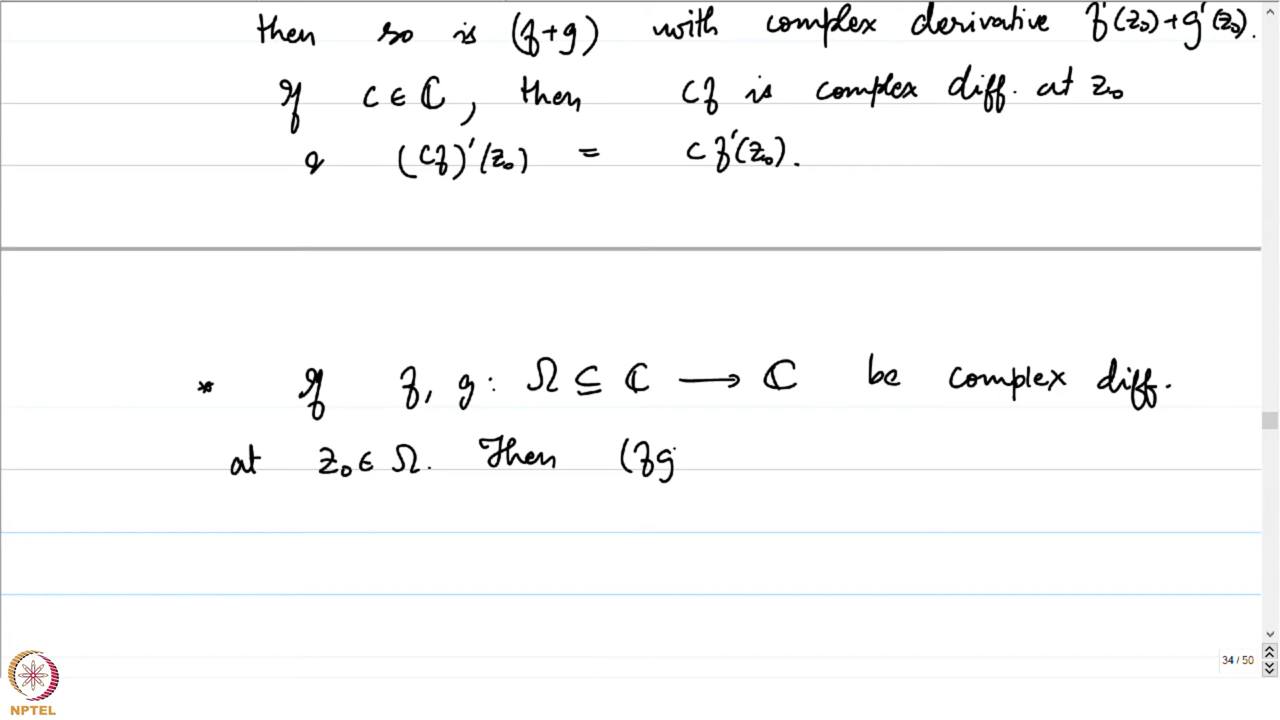 then so is (f+g) with complex derivative f'(z₀)+g'(z₀).
If c ∈ ℂ, then cf is complex diff. at z₀
& (cf)'(z₀) = cf'(z₀).
* If f, g: Ω ⊆ ℂ ⟶ ℂ be complex diff.
at z₀ ∈ Ω. Then (fg
34 / 50
NPTEL